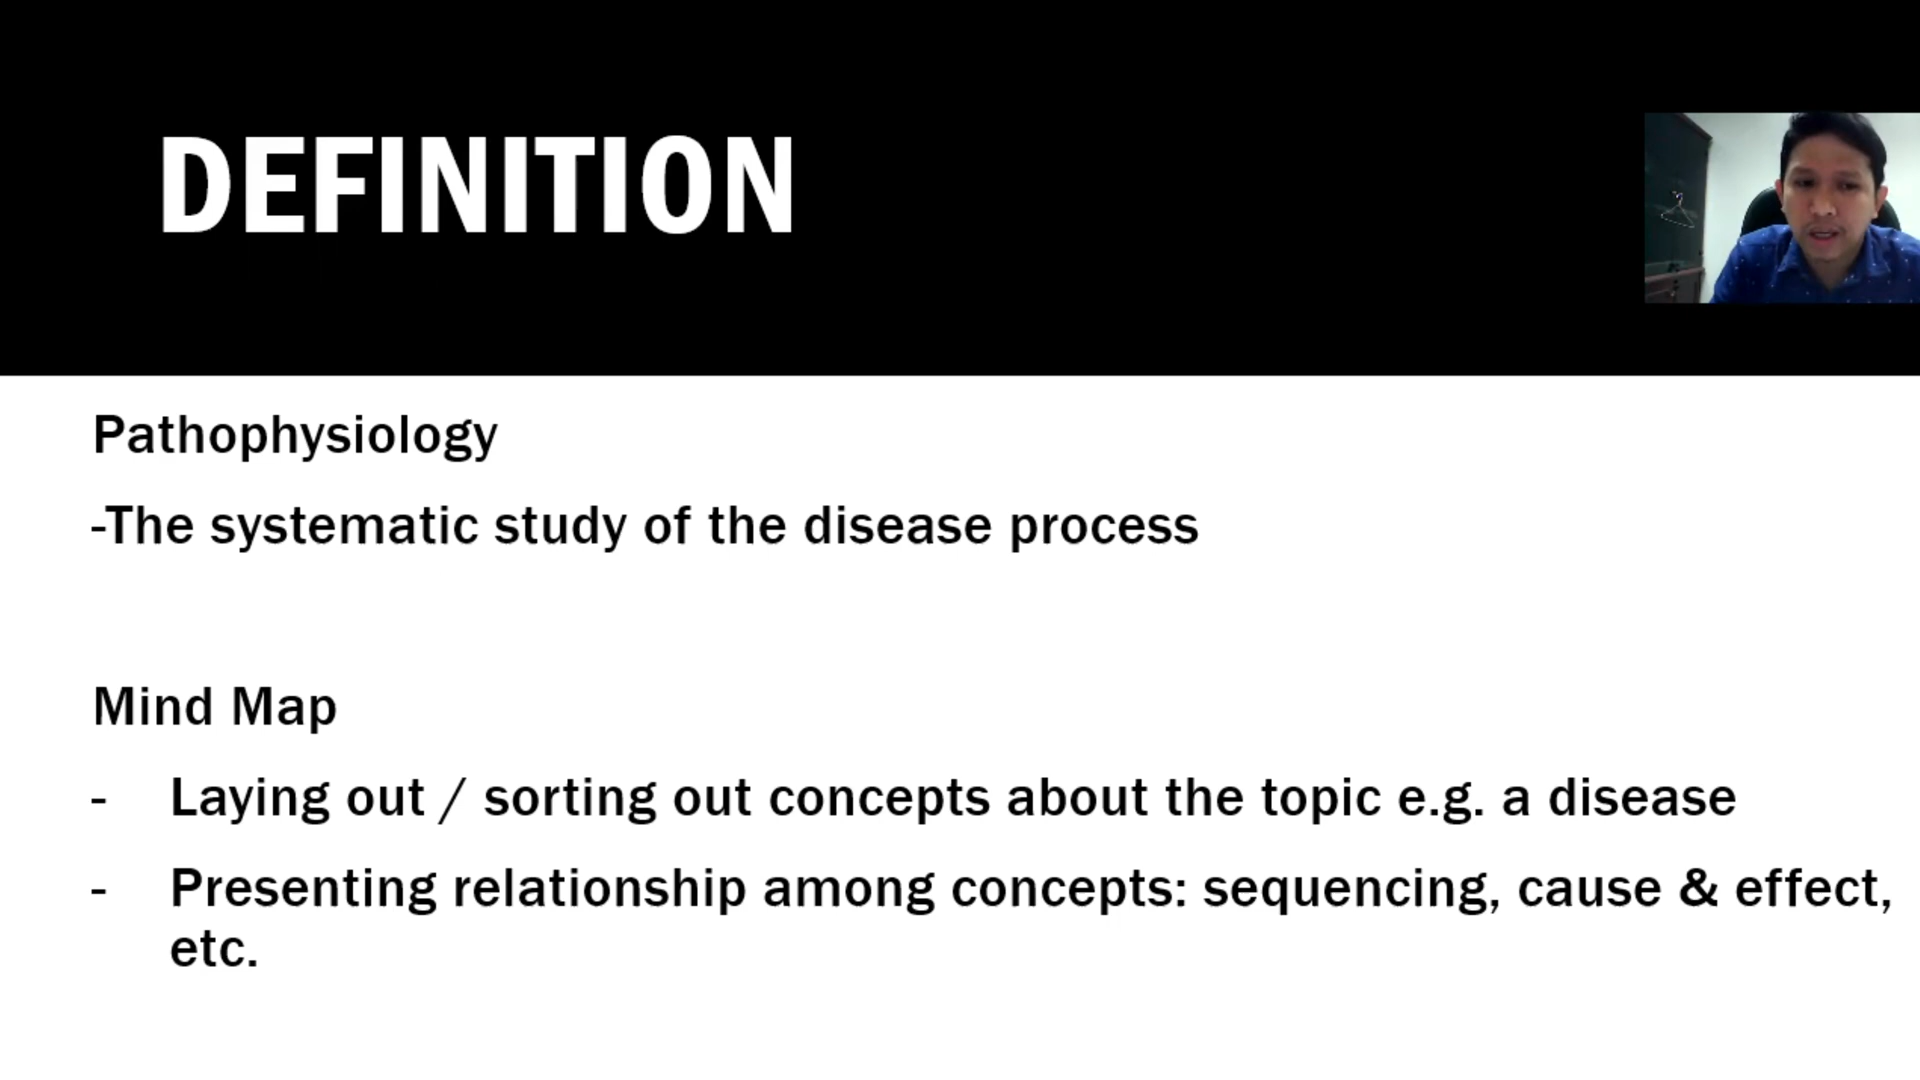 DEFINITION
Pathophysiology
-The systematic study of the disease process
Mind Map
- Laying out / sorting out concepts about the topic e.g. a disease
- Presenting relationship among concepts: sequencing, cause & effect,
etc.